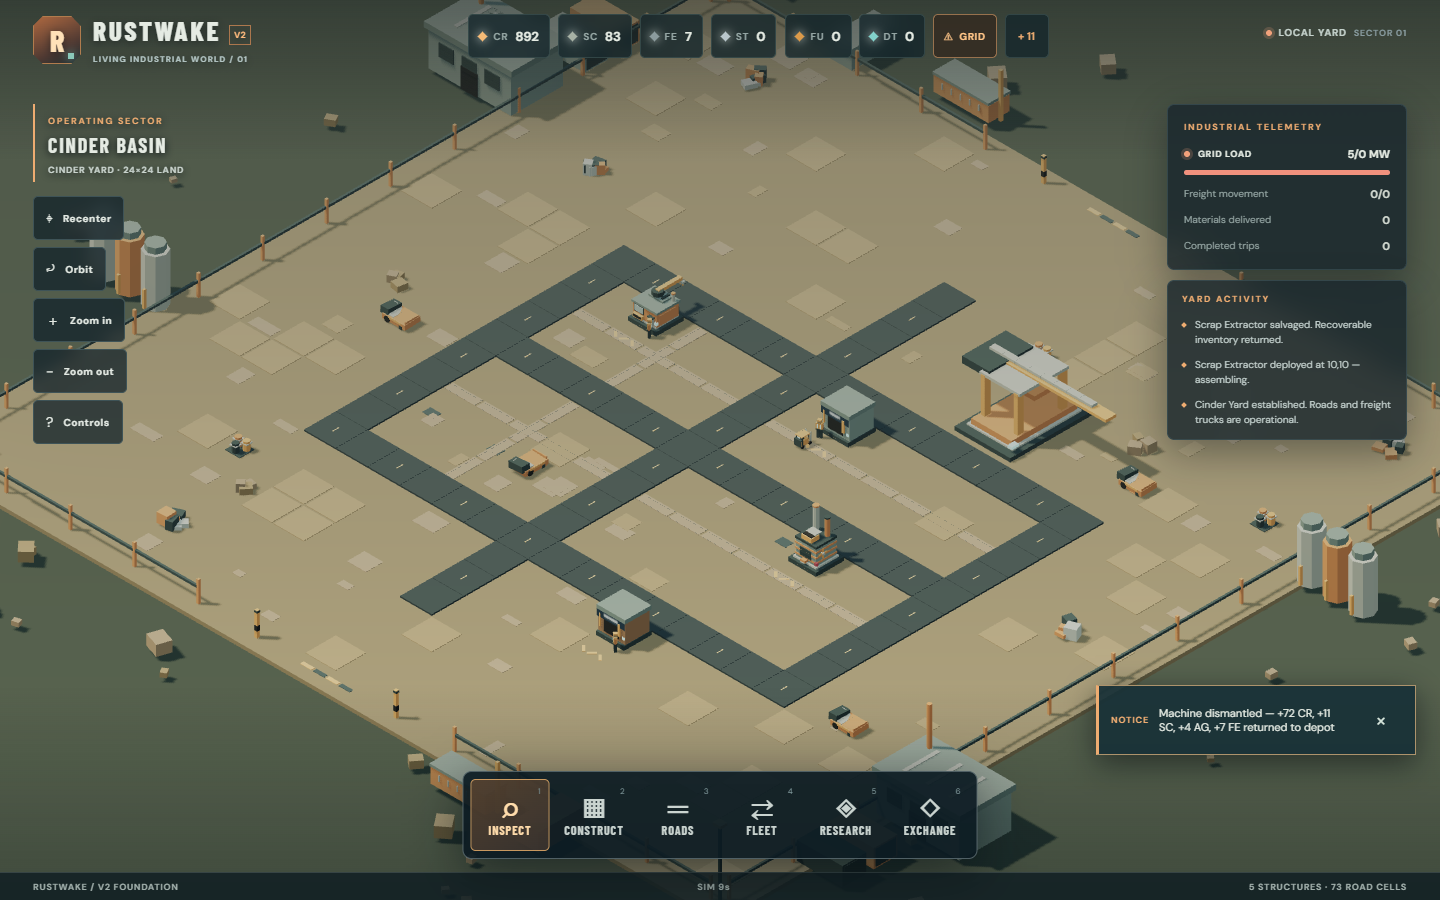 R RUSTWAKE V2
LIVING INDUSTRIAL WORLD / 01
CR 892
SC 83
FE 7
ST 0
FU 0
DT 0
GRID
+ 11
LOCAL YARD SECTOR 01
OPERATING SECTOR
CINDER BASIN
CINDER YARD · 24×24 LAND
Recenter
Orbit
+ Zoom in
− Zoom out
? Controls
INDUSTRIAL TELEMETRY
GRID LOAD 5/0 MW
Freight movement 0/0
Materials delivered 0
Completed trips 0
YARD ACTIVITY
Scrap Extractor salvaged. Recoverable
inventory returned.
Scrap Extractor deployed at 10,10 —
assembling.
Cinder Yard established. Roads and freight
trucks are operational.
NOTICE
Machine dismantled — +72 CR, +11
SC, +4 AG, +7 FE returned to depot
×
1 INSPECT
2 CONSTRUCT
3 ROADS
4 FLEET
5 RESEARCH
6 EXCHANGE
RUSTWAKE / V2 FOUNDATION
SIM 9s
5 STRUCTURES · 73 ROAD CELLS